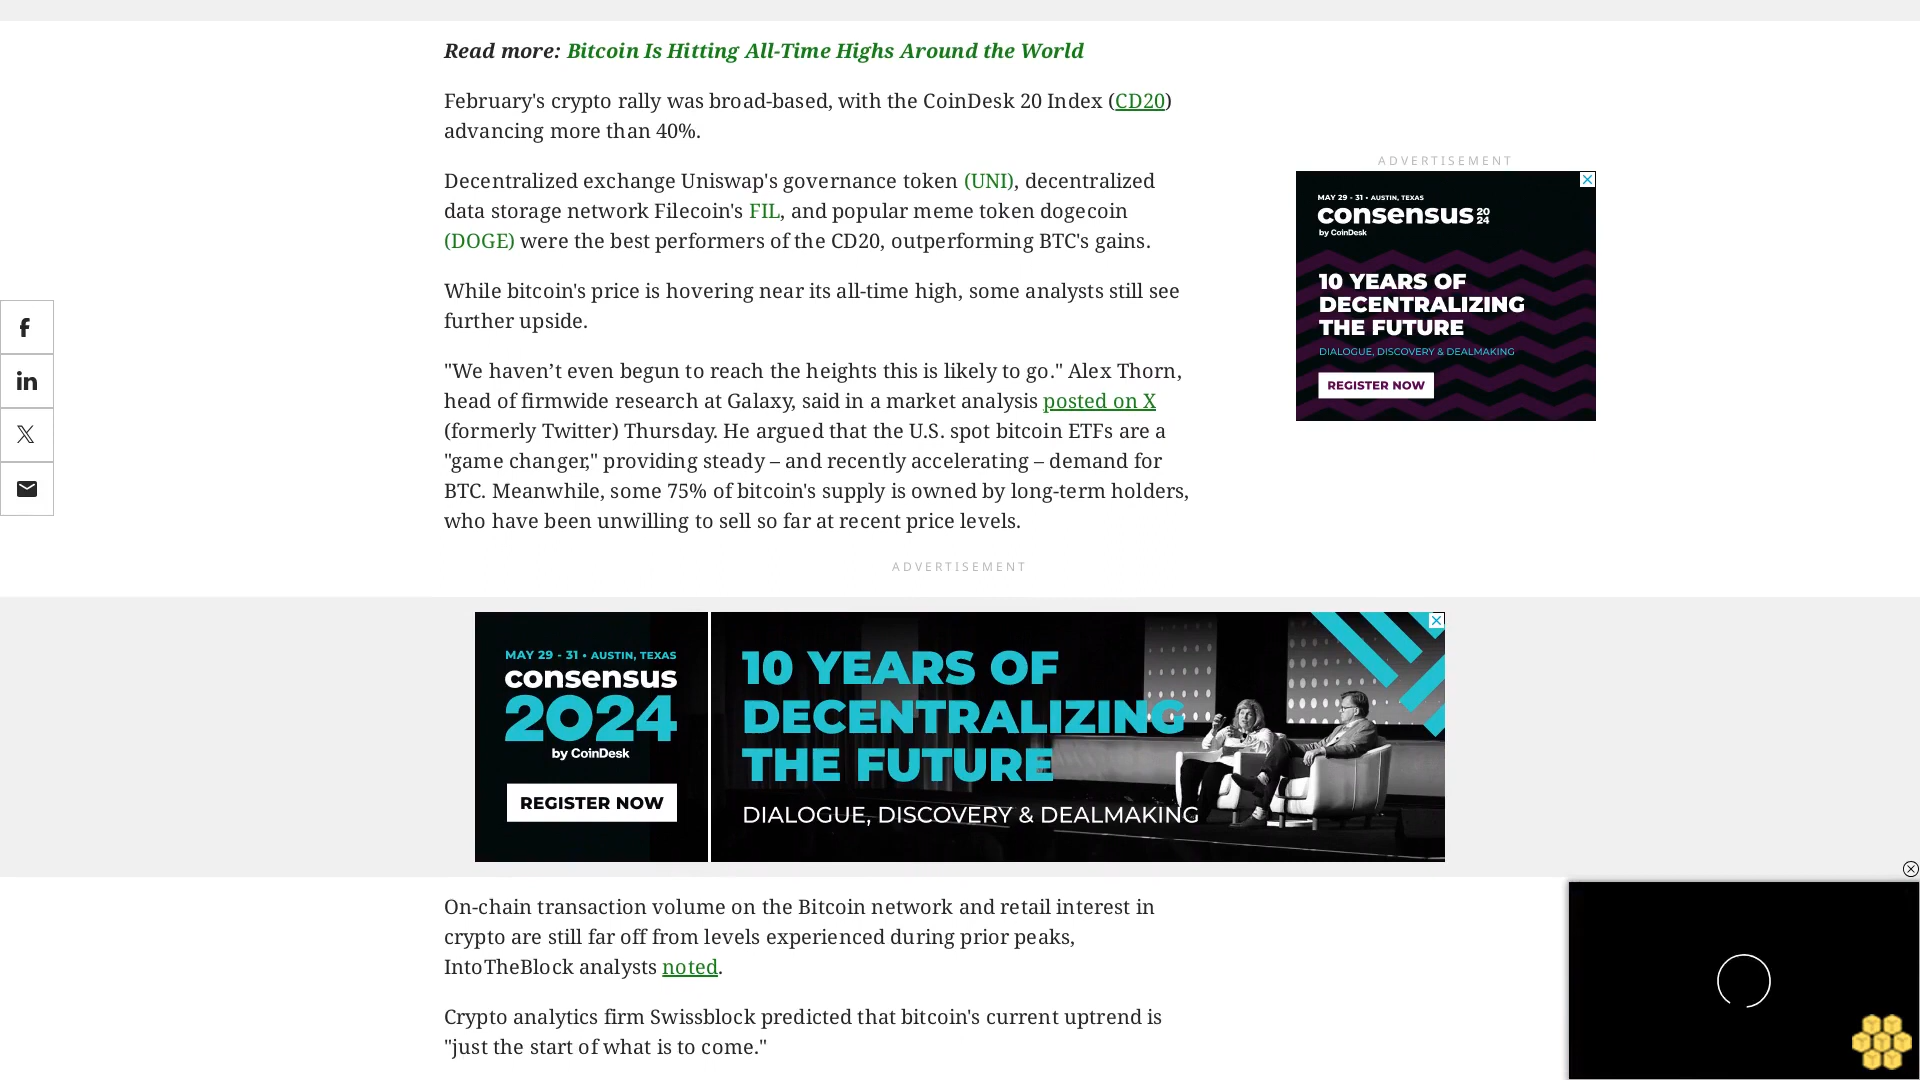 Read more: Bitcoin Is Hitting All-Time Highs Around the World
February's crypto rally was broad-based, with the CoinDesk 20 Index (CD20)
advancing more than 40%.
Decentralized exchange Uniswap's governance token (UNI), decentralized
data storage network Filecoin's FIL, and popular meme token dogecoin
(DOGE) were the best performers of the CD20, outperforming BTC's gains.
While bitcoin's price is hovering near its all-time high, some analysts still see
further upside.
"We haven’t even begun to reach the heights this is likely to go." Alex Thorn,
head of firmwide research at Galaxy, said in a market analysis posted on X
(formerly Twitter) Thursday. He argued that the U.S. spot bitcoin ETFs are a
"game changer," providing steady – and recently accelerating – demand for
BTC. Meanwhile, some 75% of bitcoin's supply is owned by long-term holders,
who have been unwilling to sell so far at recent price levels.
ADVERTISEMENT
MAY 29 - 31 • AUSTIN, TEXAS
consensus 2024
by CoinDesk
10 YEARS OF
DECENTRALIZING
THE FUTURE
DIALOGUE, DISCOVERY & DEALMAKING
REGISTER NOW
ADVERTISEMENT
MAY 29 - 31 • AUSTIN, TEXAS
consensus
2024
by CoinDesk
REGISTER NOW
10 YEARS OF
DECENTRALIZING
THE FUTURE
DIALOGUE, DISCOVERY & DEALMAKING
On-chain transaction volume on the Bitcoin network and retail interest in
crypto are still far off from levels experienced during prior peaks,
IntoTheBlock analysts noted.
Crypto analytics firm Swissblock predicted that bitcoin's current uptrend is
"just the start of what is to come."